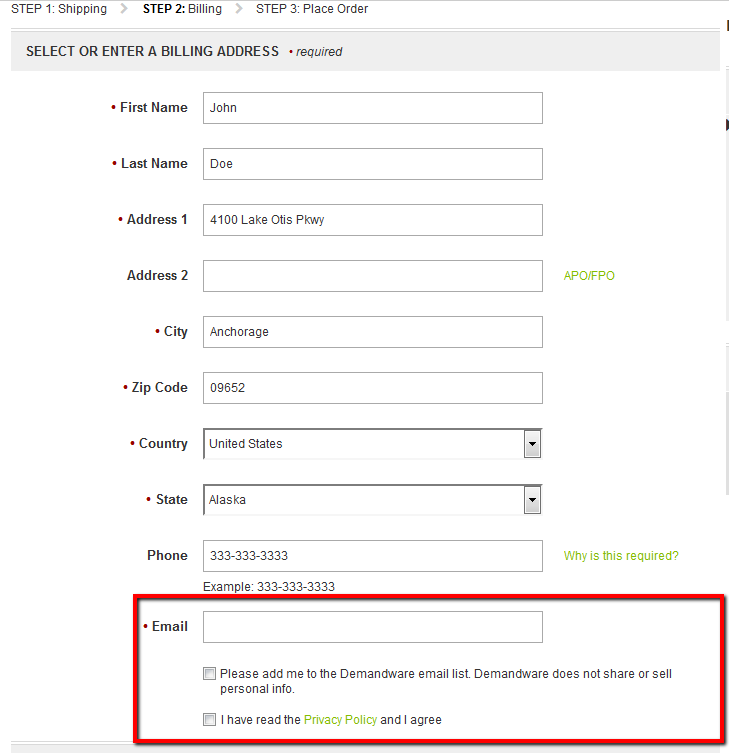 STEP 1: Shipping STEP 2: Billing STEP 3: Place Order
SELECT OR ENTER A BILLING ADDRESS • required
• First Name John
• Last Name Doe
• Address 1 4100 Lake Otis Pkwy
Address 2 APO/FPO
• City Anchorage
• Zip Code 09652
• Country United States
• State Alaska
Phone 333-333-3333 Why is this required?
Example: 333-333-3333
• Email
Please add me to the Demandware email list. Demandware does not share or sell
personal info.
I have read the Privacy Policy and I agree